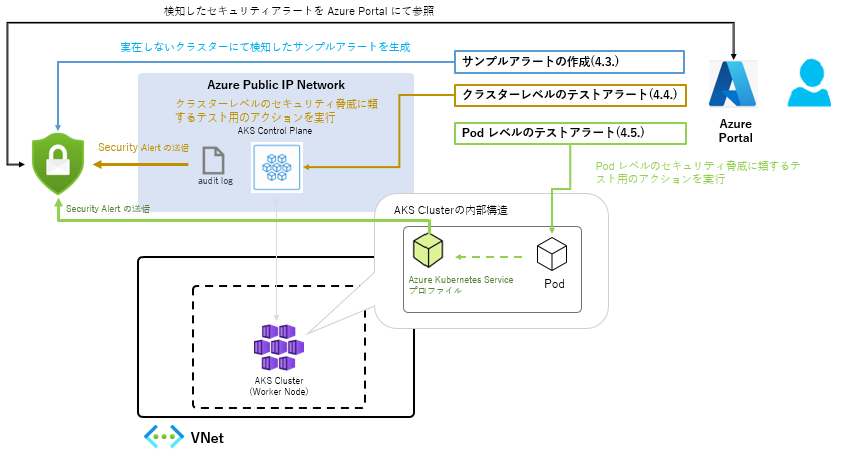 検知したセキュリティアラートを Azure Portal にて参照
実在しないクラスターにて検知したサンプルアラートを生成
サンプルアラートの作成(4.3.)
Azure Public IP Network
クラスターレベルのセキュリティ脅威に類
するテスト用のアクションを実行
クラスターレベルのテストアラート(4.4.)
AKS Control Plane
Azure
Portal
Pod レベルのテストアラート(4.5.)
Security Alert の送信
audit log
Pod レベルのセキュリティ脅威に類するテ
スト用のアクションを実行
Security Alert の送信
AKS Clusterの内部構造
Azure Kubernetes Service
プロファイル
Pod
AKS Cluster
(Worker Node)
VNet